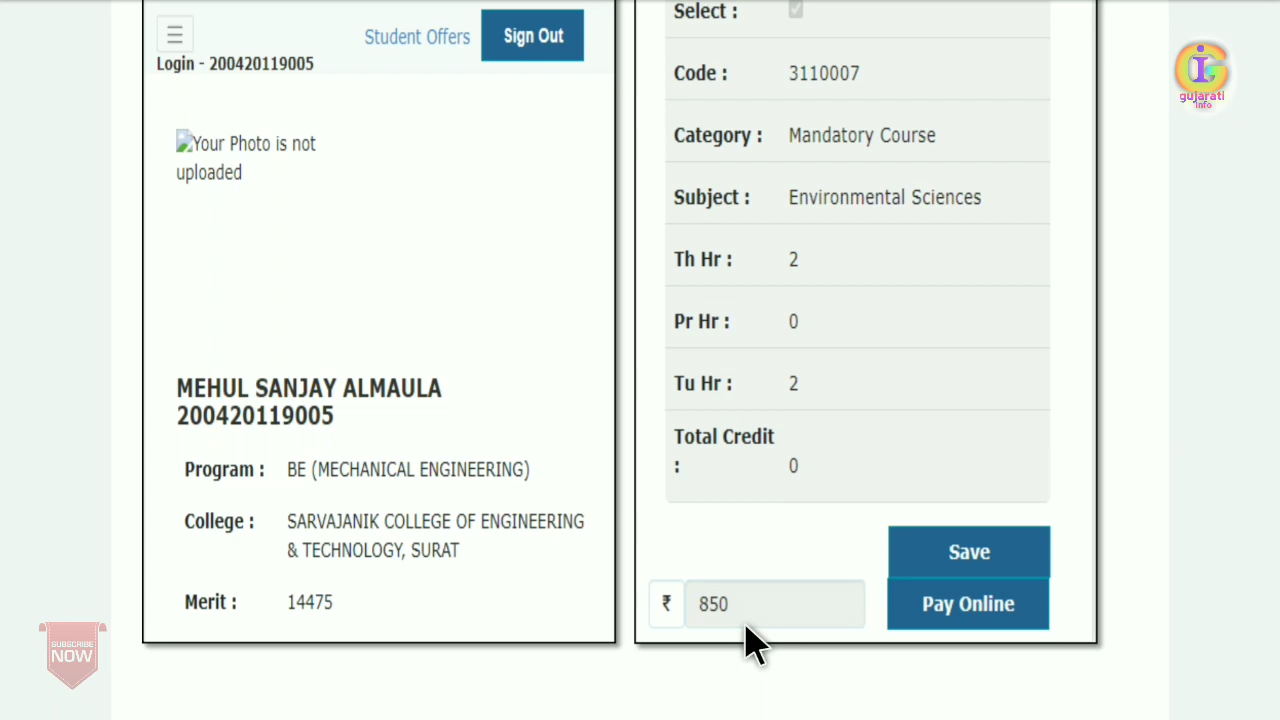 Student Offers
Sign Out
Login - 200420119005
Your Photo is not
uploaded
MEHUL SANJAY ALMAULA
200420119005
Program : BE (MECHANICAL ENGINEERING)
College : SARVAJANIK COLLEGE OF ENGINEERING
& TECHNOLOGY, SURAT
Merit : 14475
Select :
Code : 3110007
Category : Mandatory Course
Subject : Environmental Sciences
Th Hr : 2
Pr Hr : 0
Tu Hr : 2
Total Credit
: 0
Save
₹ 850
Pay Online
iG
gujarati
info
SUBSCRIBE
NOW